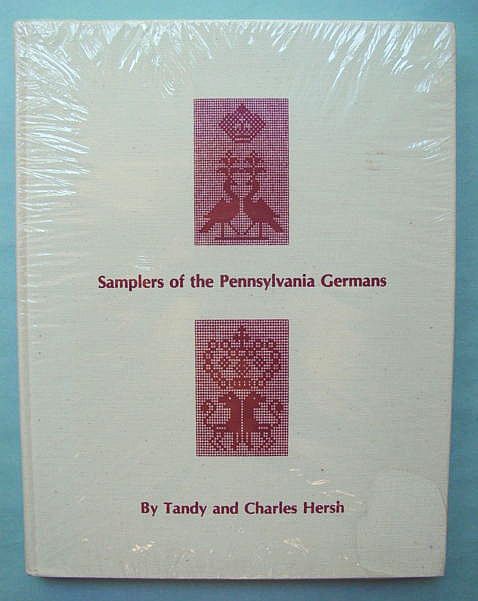 Samplers of the Pennsylvania Germans
By Tandy and Charles Hersh